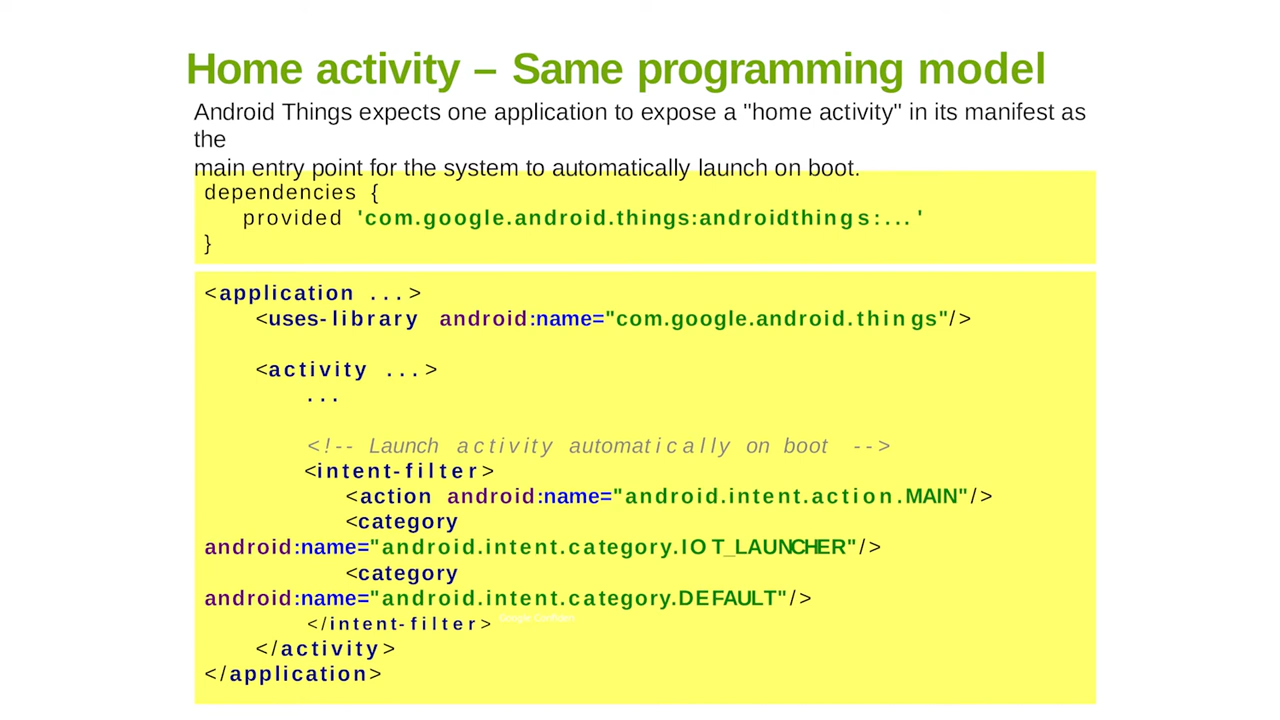 Home activity – Same programming model
Android Things expects one application to expose a "home activity" in its manifest as
the
main entry point for the system to automatically launch on boot.
dependencies {
provided 'com.google.android.things:androidthings:...'
}
<application ...>
<uses-library android:name="com.google.android.things"/>
<activity ...>
...
<!-- Launch activity automatically on boot -->
<intent-filter>
<action android:name="android.intent.action.MAIN"/>
<category
android:name="android.intent.category.IOT_LAUNCHER"/>
<category
android:name="android.intent.category.DEFAULT"/>
</intent-filter>
Google Confiden
</activity>
</application>